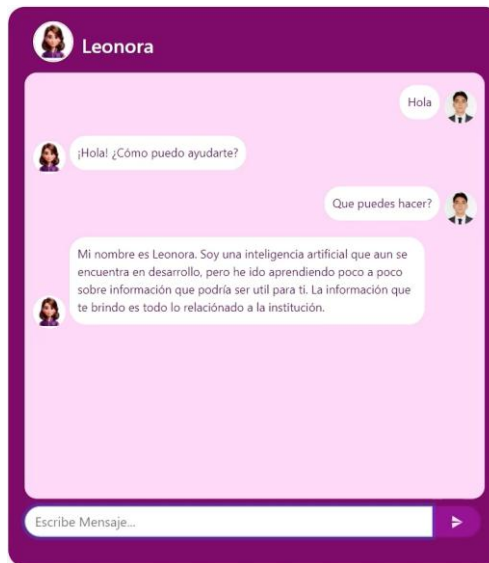 Leonora
Hola
¡Hola! ¿Cómo puedo ayudarte?
Que puedes hacer?
Mi nombre es Leonora. Soy una inteligencia artificial que aun se
encuentra en desarrollo, pero he ido aprendiendo poco a poco
sobre información que podría ser util para ti. La información que
te brindo es todo lo relaciónado a la institución.
Escribe Mensaje...